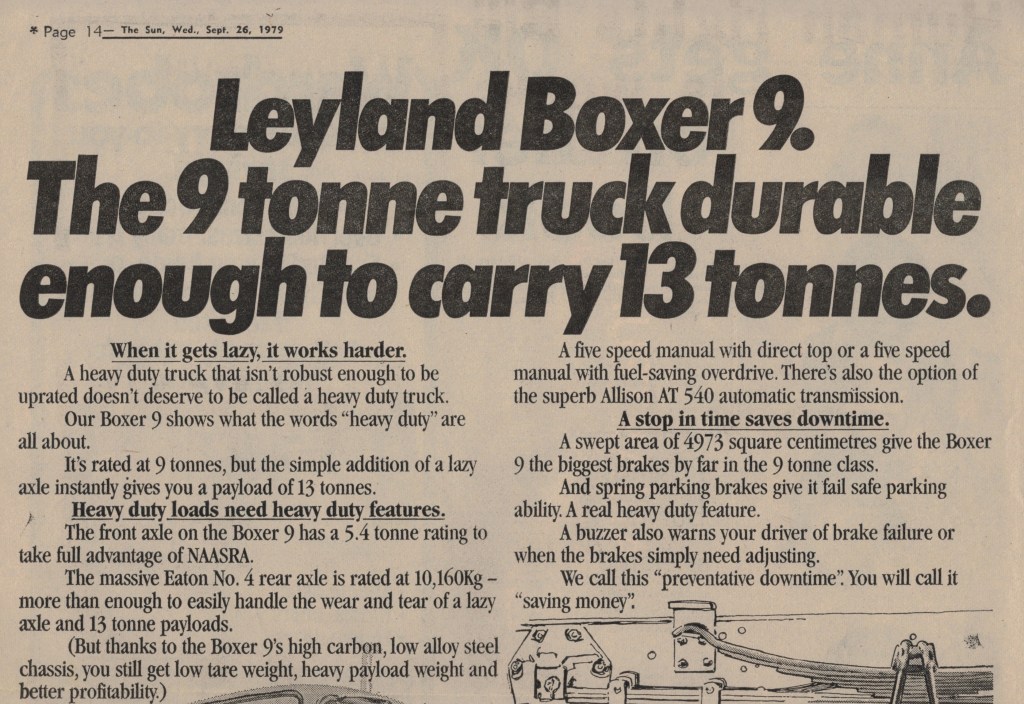 * Page 14— The Sun, Wed., Sept. 26, 1979
Leyland Boxer 9.
The 9 tonne truck durable
enough to carry 13 tonnes.
When it gets lazy, it works harder.
A heavy duty truck that isn't robust enough to be
uprated doesn't deserve to be called a heavy duty truck.
Our Boxer 9 shows what the words “heavy duty” are
all about.
It's rated at 9 tonnes, but the simple addition of a lazy
axle instantly gives you a payload of 13 tonnes.
Heavy duty loads need heavy duty features.
The front axle on the Boxer 9 has a 5.4 tonne rating to
take full advantage of NAASRA.
The massive Eaton No. 4 rear axle is rated at 10,160Kg –
more than enough to easily handle the wear and tear of a lazy
axle and 13 tonne payloads.
(But thanks to the Boxer 9's high carbon, low alloy steel
chassis, you still get low tare weight, heavy payload weight and
better profitability.)
A five speed manual with direct top or a five speed
manual with fuel-saving overdrive. There's also the option of
the superb Allison AT 540 automatic transmission.
A stop in time saves downtime.
A swept area of 4973 square centimetres give the Boxer
9 the biggest brakes by far in the 9 tonne class.
And spring parking brakes give it fail safe parking
ability. A real heavy duty feature.
A buzzer also warns your driver of brake failure or
when the brakes simply need adjusting.
We call this “preventative downtime”. You will call it
“saving money”.